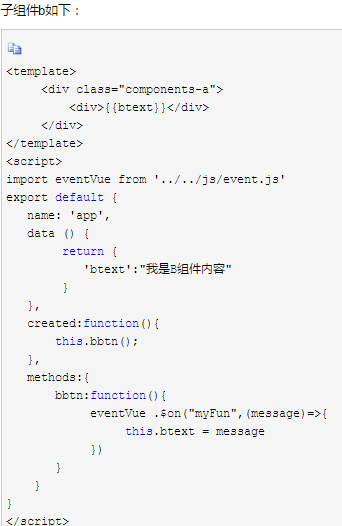 子组件b如下：
<template>
     <div class="components-a">
         <div>{{btext}}</div>
     </div>
</template>
<script>
import eventVue from '../../js/event.js'
export default {
   name: 'app',
   data () {
        return {
           'btext':"我是B组件内容"
        }
   },
   created:function(){
       this.bbtn();
   },
   methods:{
       bbtn:function(){
            eventVue .$on("myFun",(message)=>{
                 this.btext = message
            })
       }
    }
}
</script>